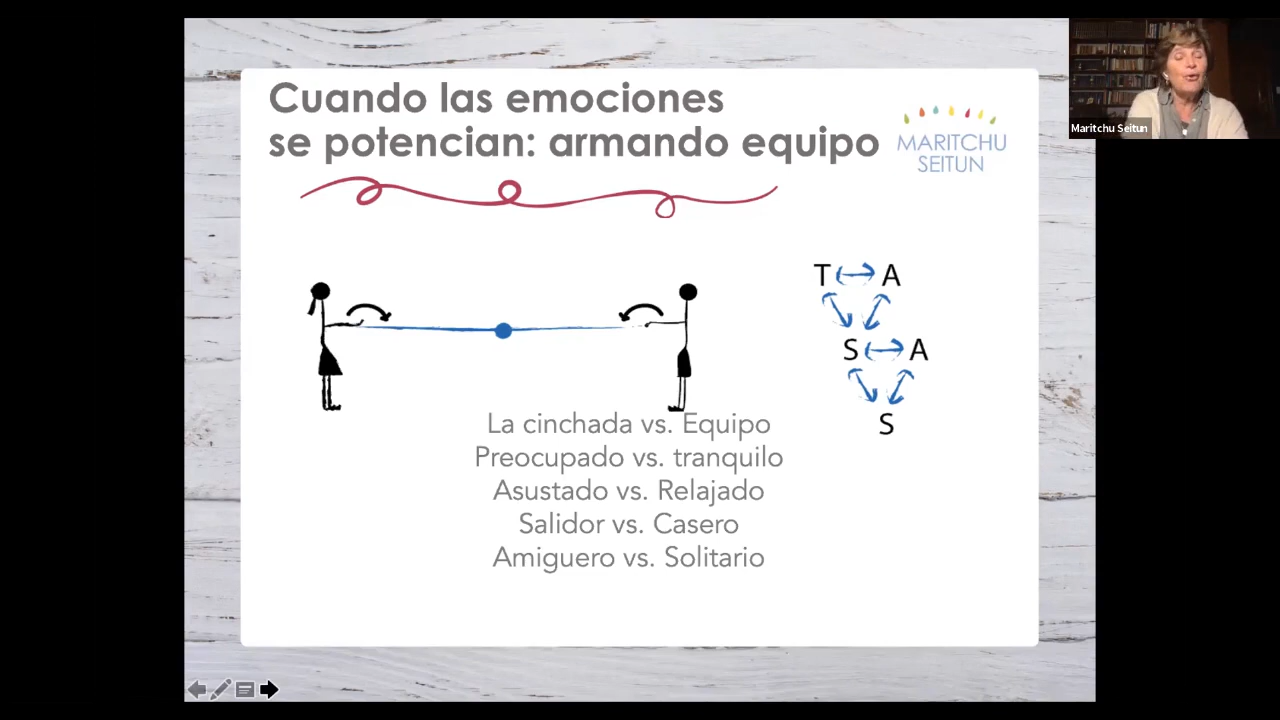 Cuando las emociones
se potencian: armando equipo
MARITCHU
SEITUN
Maritchu Seitun
T A
S A
S
La cinchada vs. Equipo
Preocupado vs. tranquilo
Asustado vs. Relajado
Salidor vs. Casero
Amiguero vs. Solitario